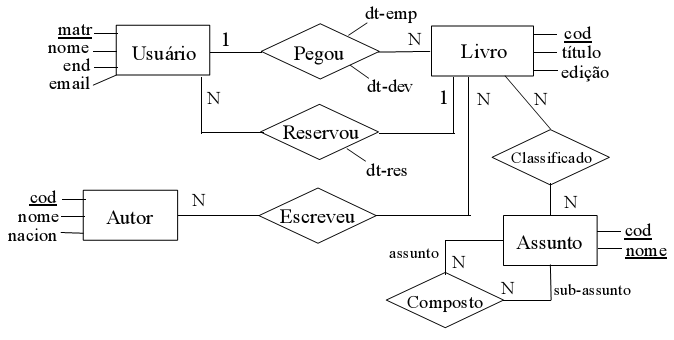 matr
nome
end
email
Usuário
1
Pegou
dt-emp
dt-dev
N
Livro
cod
título
edição
N
Reservou
dt-res
1
N
N
Classificado
N
cod
nome
nacion
Autor
N
Escreveu
Assunto
cod
nome
assunto
N
Composto
N
sub-assunto